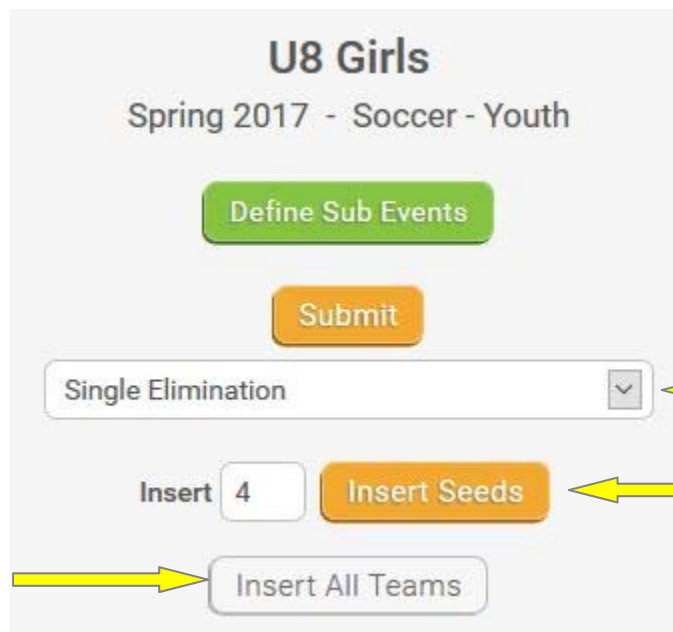 U8 Girls
Spring 2017 - Soccer - Youth
Define Sub Events
Submit
Single Elimination
Insert 4 Insert Seeds
Insert All Teams